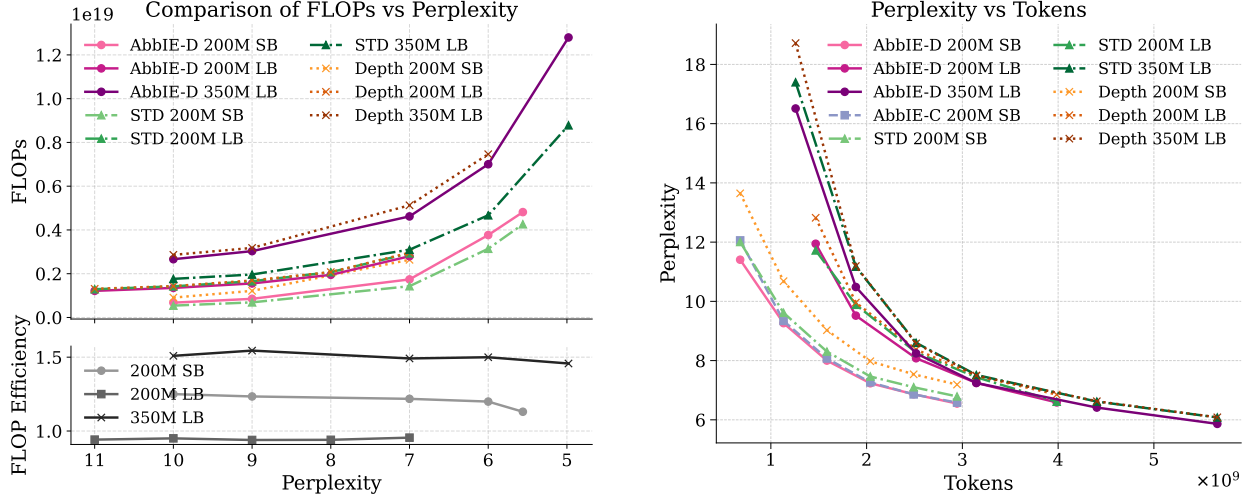 Comparison of FLOPs vs Perplexity
1e19
FLOPs
1.2
1.0
0.8
0.6
0.4
0.2
0.0
AbbIE-D 200M SB
AbbIE-D 200M LB
AbbIE-D 350M LB
STD 200M SB
STD 200M LB
STD 350M LB
Depth 200M SB
Depth 200M LB
Depth 350M LB
FLOP Efficiency
1.5
1.0
200M SB
200M LB
350M LB
11 10 9 8 7 6 5
Perplexity
Perplexity vs Tokens
Perplexity
18
16
14
12
10
8
6
AbbIE-D 200M SB
AbbIE-D 200M LB
AbbIE-D 350M LB
AbbIE-C 200M SB
STD 200M SB
STD 200M LB
STD 350M LB
Depth 200M SB
Depth 200M LB
Depth 350M LB
1 2 3 4 5
×10⁹
Tokens